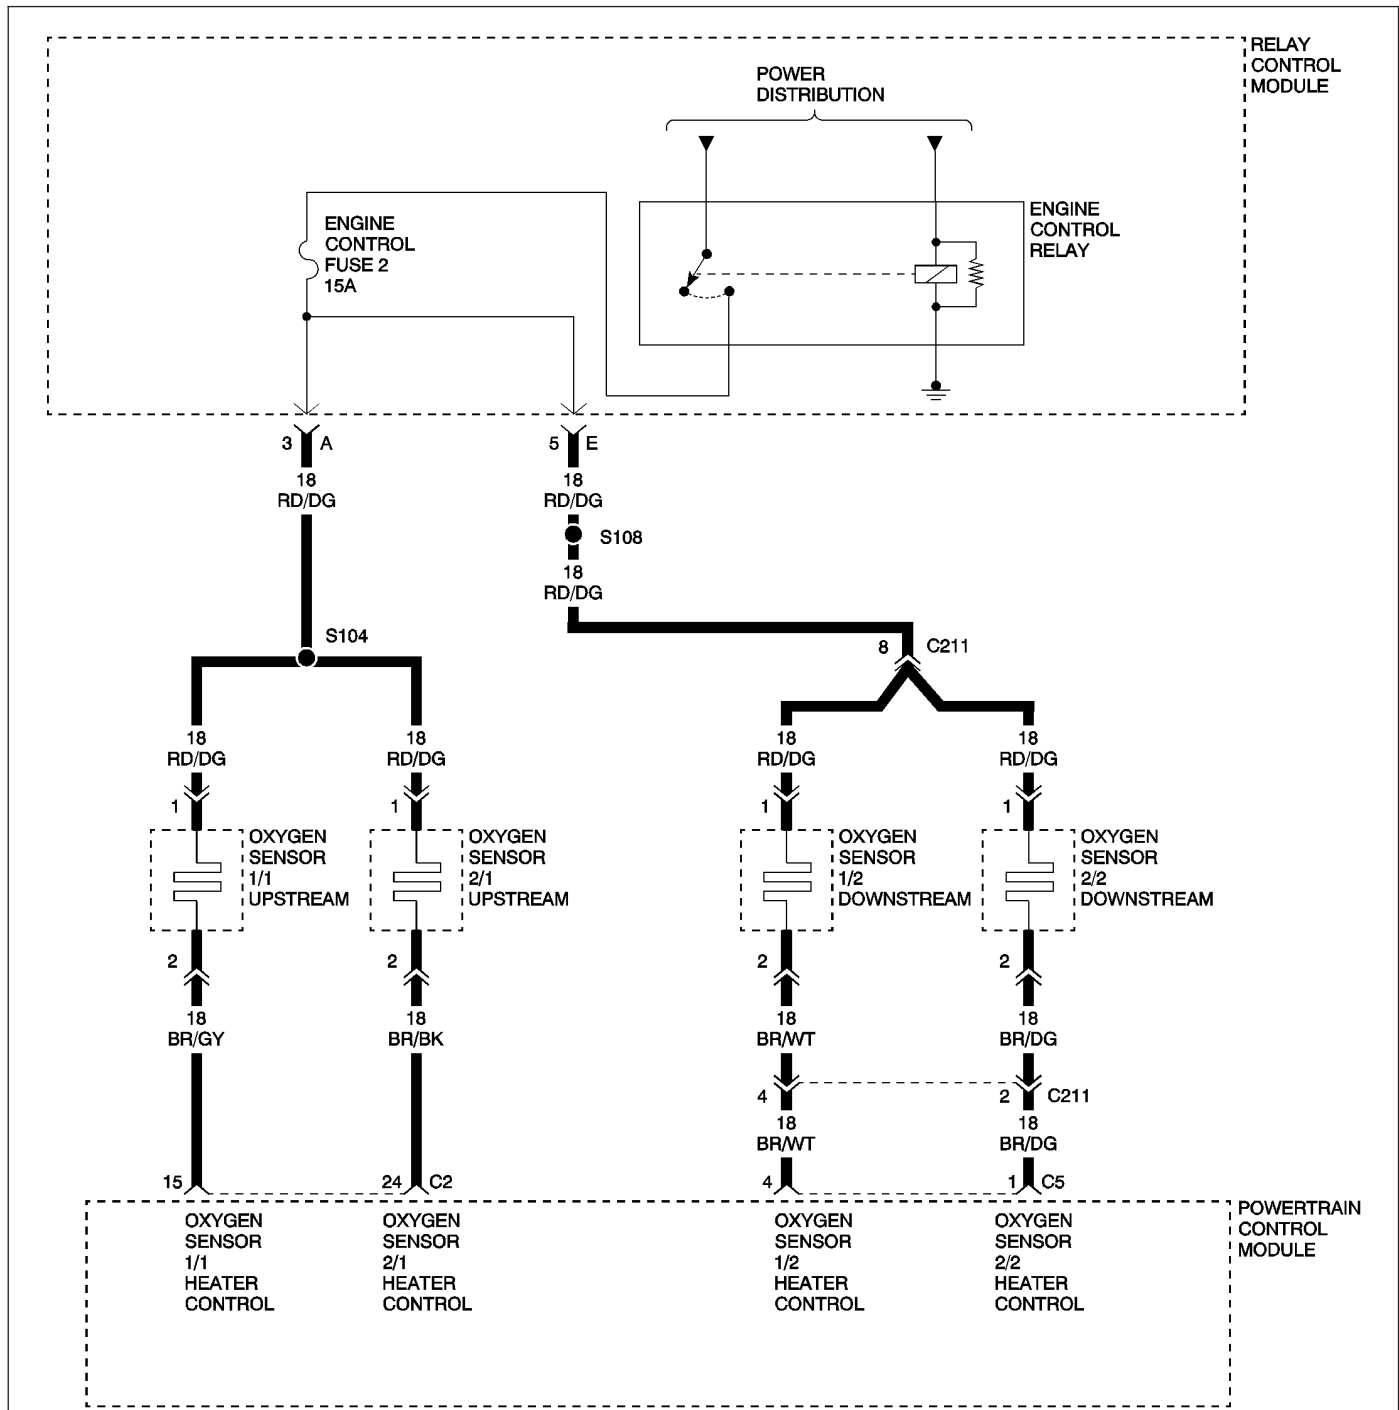 RELAY
CONTROL
MODULE
POWER
DISTRIBUTION
ENGINE
CONTROL
FUSE 2
15A
ENGINE
CONTROL
RELAY
3 A
5 E
18
RD/DG
18
RD/DG
S108
18
RD/DG
S104
8 C211
18
RD/DG
18
RD/DG
18
RD/DG
18
RD/DG
1
1
1
1
OXYGEN
SENSOR
1/1
UPSTREAM
OXYGEN
SENSOR
2/1
UPSTREAM
OXYGEN
SENSOR
1/2
DOWNSTREAM
OXYGEN
SENSOR
2/2
DOWNSTREAM
2
2
2
2
18
BR/GY
18
BR/BK
18
BR/WT
18
BR/DG
4
2 C211
18
BR/WT
18
BR/DG
15
24 C2
4
1 C5
POWERTRAIN
CONTROL
MODULE
OXYGEN
SENSOR
1/1
HEATER
CONTROL
OXYGEN
SENSOR
2/1
HEATER
CONTROL
OXYGEN
SENSOR
1/2
HEATER
CONTROL
OXYGEN
SENSOR
2/2
HEATER
CONTROL